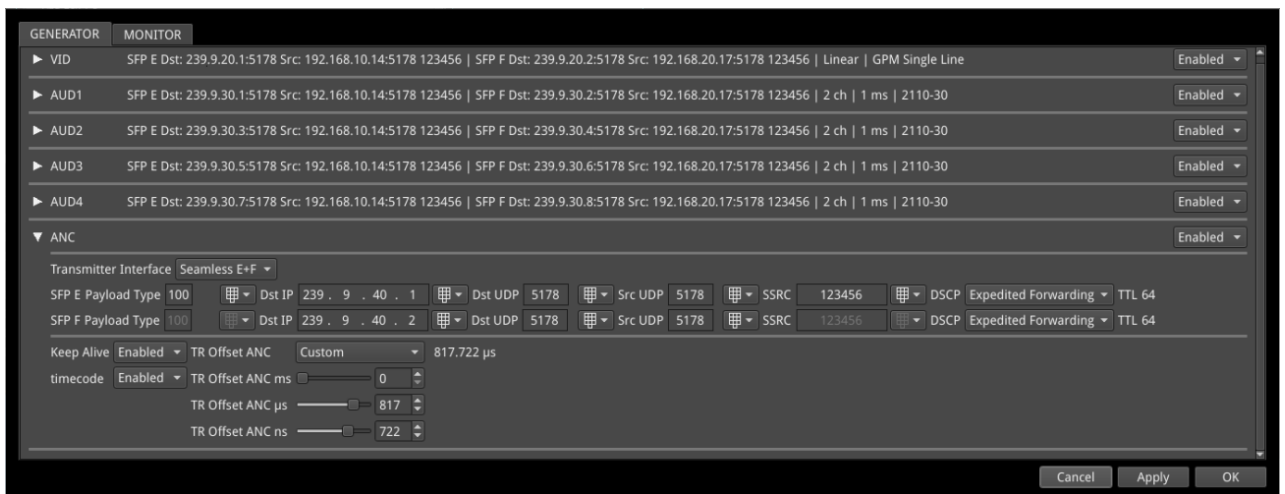 GENERATOR MONITOR
VID SFP E Dst: 239.9.20.1:5178 Src: 192.168.10.14:5178 123456 | SFP F Dst: 239.9.20.2:5178 Src: 192.168.20.17:5178 123456 | Linear | GPM Single Line Enabled
AUD1 SFP E Dst: 239.9.30.1:5178 Src: 192.168.10.14:5178 123456 | SFP F Dst: 239.9.30.2:5178 Src: 192.168.20.17:5178 123456 | 2 ch | 1 ms | 2110-30 Enabled
AUD2 SFP E Dst: 239.9.30.3:5178 Src: 192.168.10.14:5178 123456 | SFP F Dst: 239.9.30.4:5178 Src: 192.168.20.17:5178 123456 | 2 ch | 1 ms | 2110-30 Enabled
AUD3 SFP E Dst: 239.9.30.5:5178 Src: 192.168.10.14:5178 123456 | SFP F Dst: 239.9.30.6:5178 Src: 192.168.20.17:5178 123456 | 2 ch | 1 ms | 2110-30 Enabled
AUD4 SFP E Dst: 239.9.30.7:5178 Src: 192.168.10.14:5178 123456 | SFP F Dst: 239.9.30.8:5178 Src: 192.168.20.17:5178 123456 | 2 ch | 1 ms | 2110-30 Enabled
ANC Enabled
Transmitter Interface Seamless E+F
SFP E Payload Type 100 Dst IP 239 . 9 . 40 . 1 Dst UDP 5178 Src UDP 5178 SSRC 123456 DSCP Expedited Forwarding TTL 64
SFP F Payload Type 100 Dst IP 239 . 9 . 40 . 2 Dst UDP 5178 Src UDP 5178 SSRC 123456 DSCP Expedited Forwarding TTL 64
Keep Alive Enabled TR Offset ANC Custom 817.722 µs
timecode Enabled TR Offset ANC ms 0
TR Offset ANC µs 817
TR Offset ANC ns 722
Cancel Apply OK